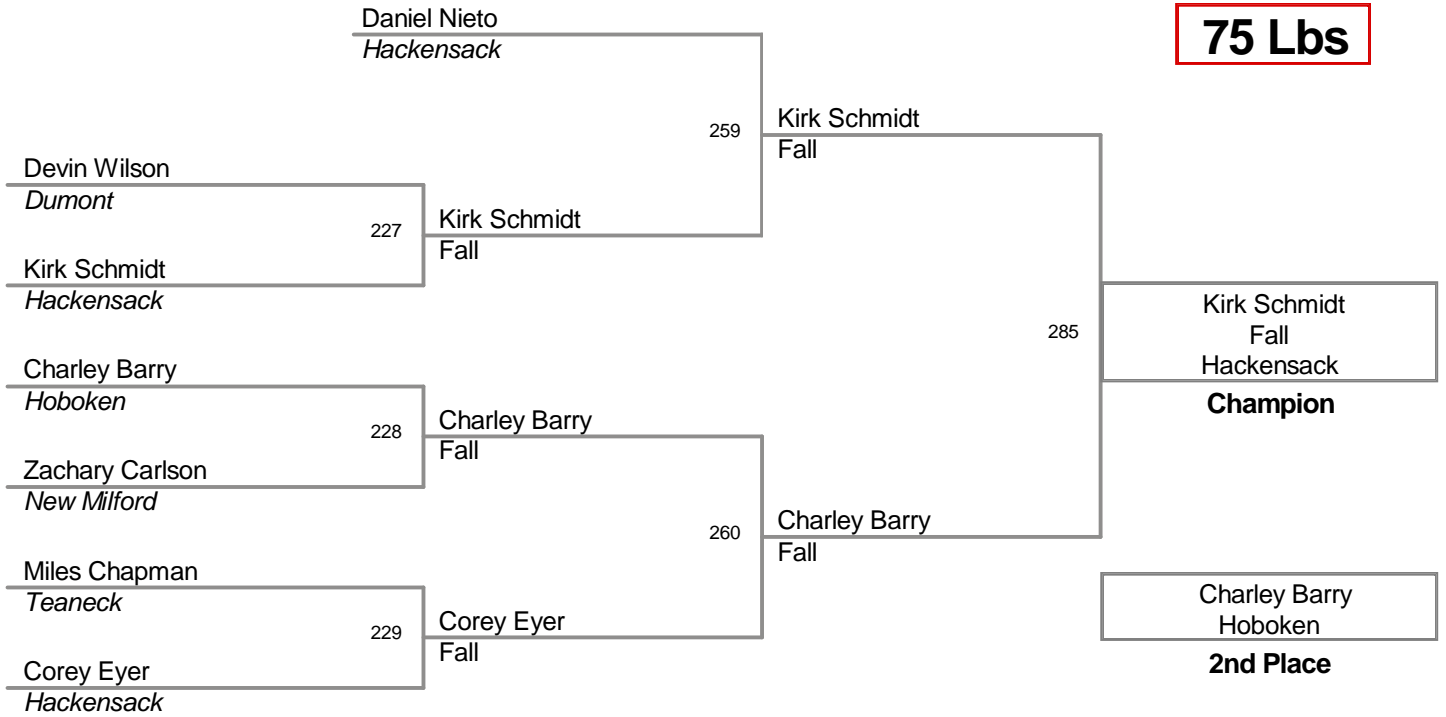 Daniel Nieto
Hackensack
75 Lbs
259
Kirk Schmidt
Fall
Devin Wilson
Dumont
227
Kirk Schmidt
Fall
Kirk Schmidt
Hackensack
285
Kirk Schmidt
Fall
Hackensack
Champion
Charley Barry
Hoboken
228
Charley Barry
Fall
Zachary Carlson
New Milford
260
Charley Barry
Fall
Miles Chapman
Teaneck
229
Corey Eyer
Fall
Corey Eyer
Hackensack
Charley Barry
Hoboken
2nd Place